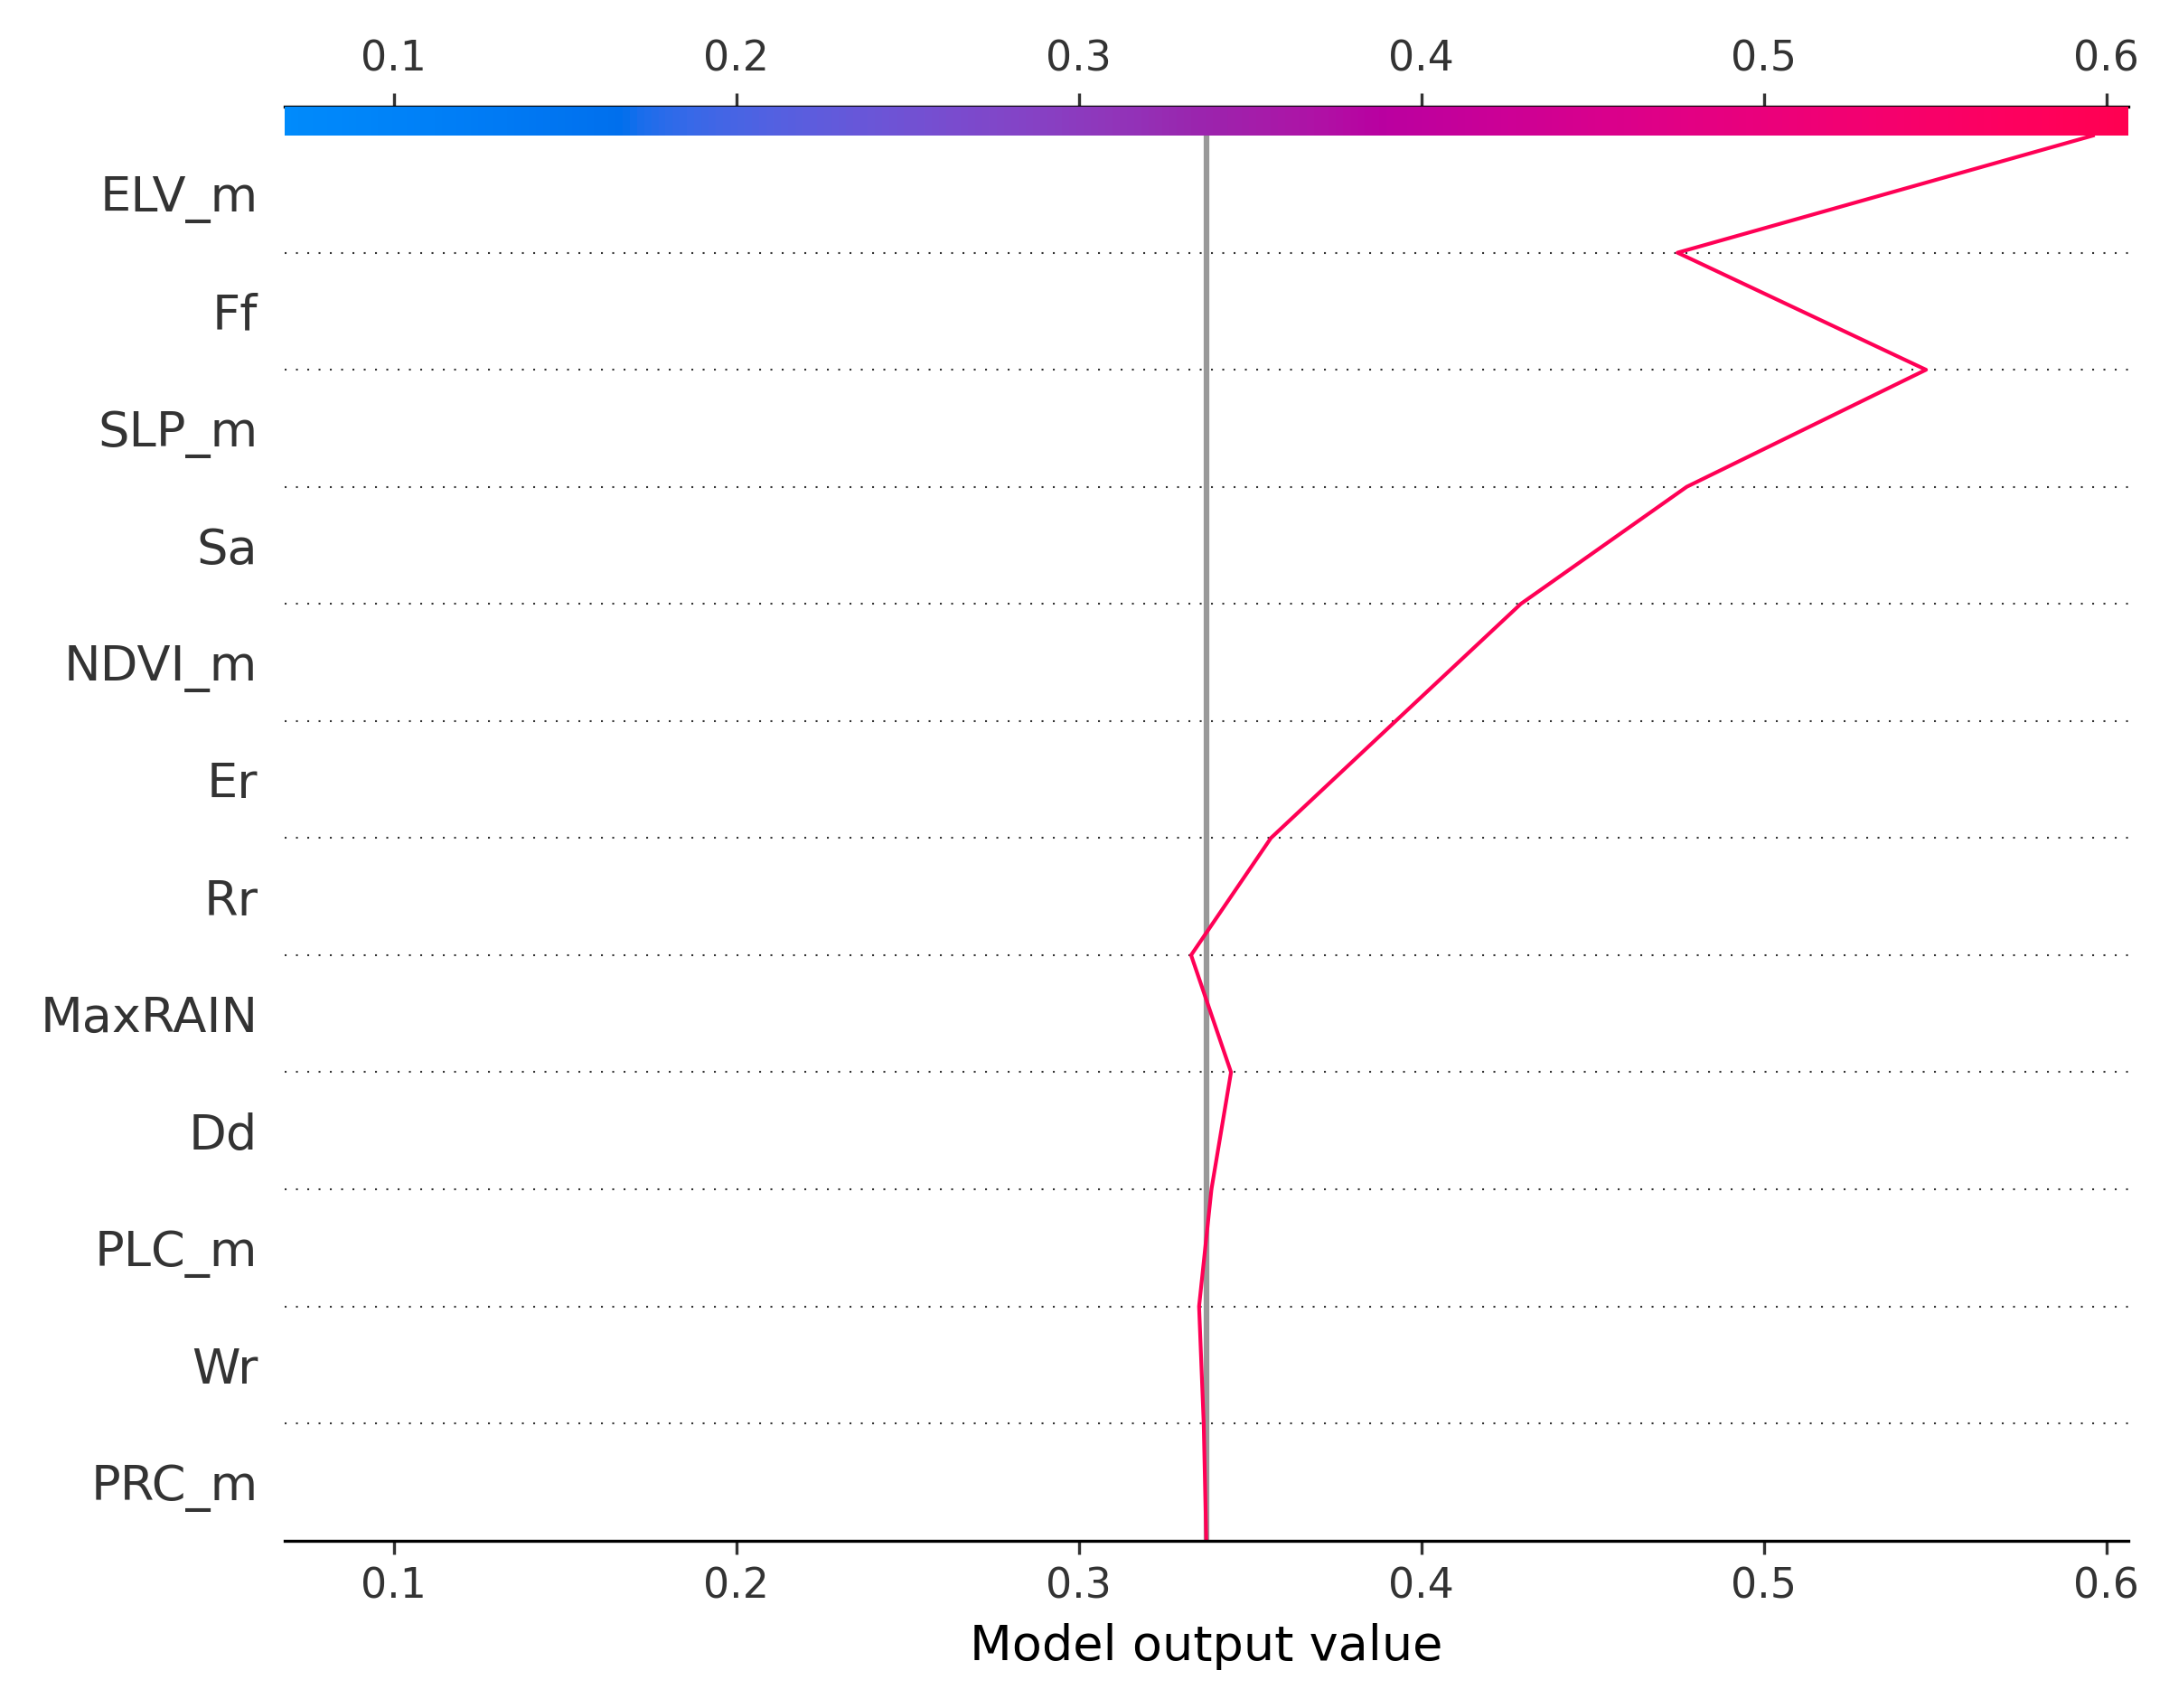 0.1 0.2 0.3 0.4 0.5 0.6
ELV_m
Ff
SLP_m
Sa
NDVI_m
Er
Rr
MaxRAIN
Dd
PLC_m
Wr
PRC_m
0.1 0.2 0.3 0.4 0.5 0.6
Model output value